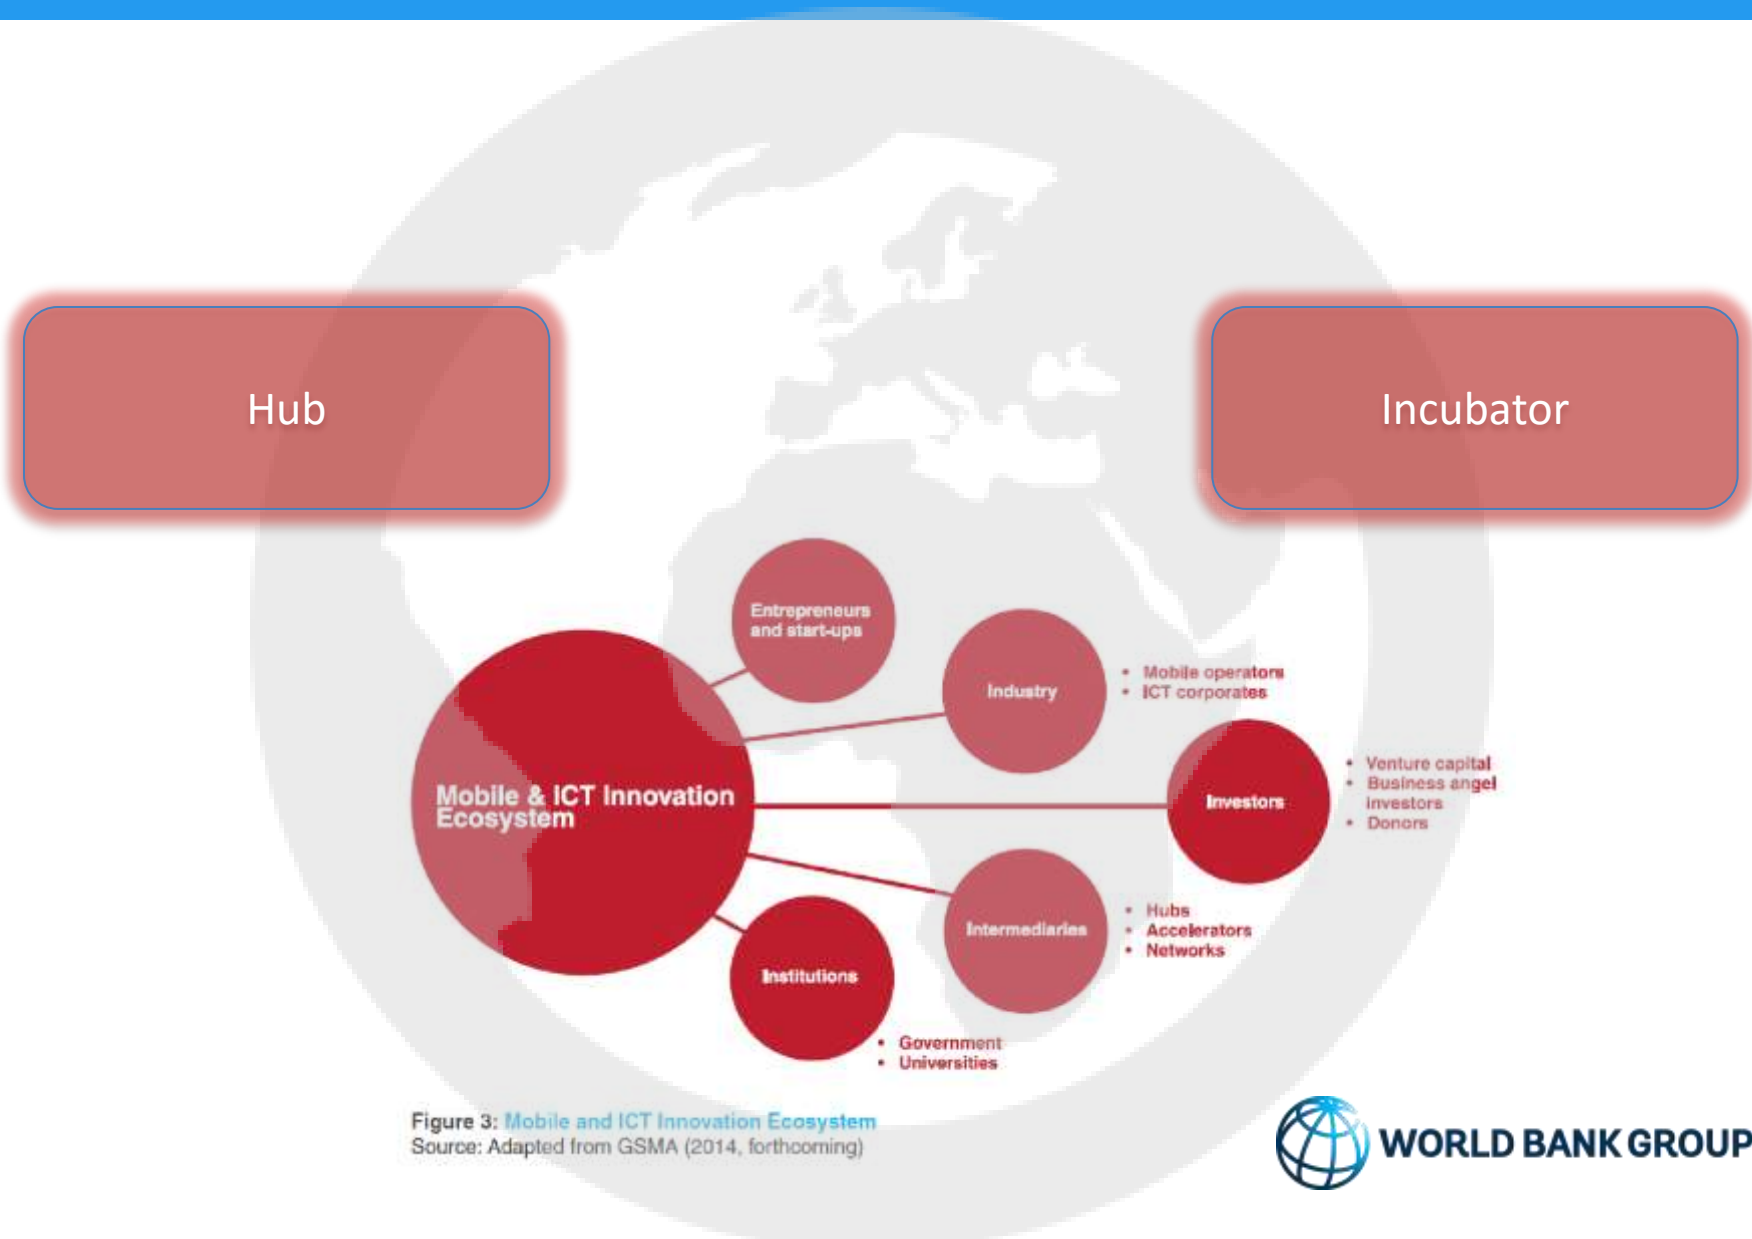 Hub
Incubator
Entrepreneurs
and start-ups
Industry
• Mobile operators
• ICT corporates
Mobile & ICT Innovation
Ecosystem
Investors
• Venture capital
• Business angel
investors
• Donors
Intermediaries
• Hubs
• Accelerators
• Networks
Institutions
• Government
• Universities
Figure 3: Mobile and ICT Innovation Ecosystem
Source: Adapted from GSMA (2014, forthcoming)
WORLD BANK GROUP